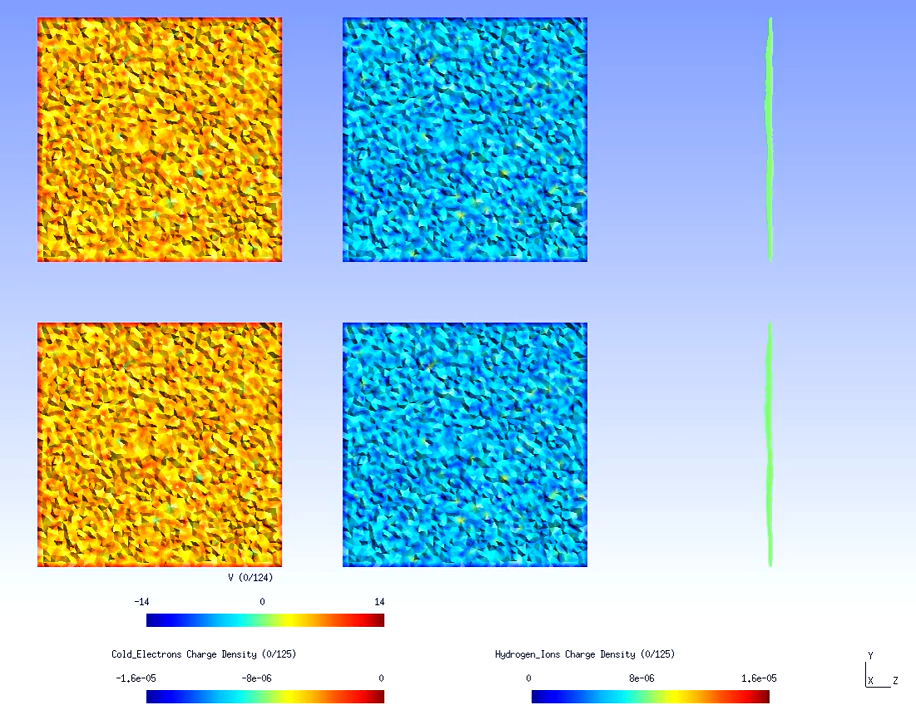 V (0/124)
-14 0 14
Cold_Electrons Charge Density (0/125)
-1.6e-05 -8e-06 0
Hydrogen_Ions Charge Density (0/125)
0 8e-06 1.6e-05
Y
X Z